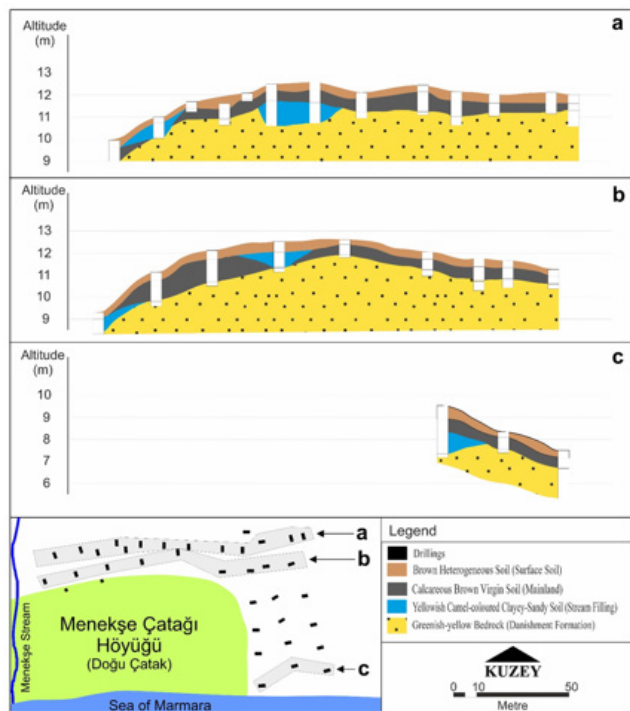 Altitude
(m)
a
13
12
11
10
9
Altitude
(m)
b
13
12
11
10
9
Altitude
(m)
c
10
9
8
7
6
a
b
Menekşe Çatağı
Höyüğü
(Doğu Çatak)
c
Menekşe Stream
Sea of Marmara
Legend
Drillings
Brown Heterogeneous Soil (Surface Soil)
Calcareous Brown Virgin Soil (Mainland)
Yellowish Camel-coloured Clayey-Sandy Soil (Stream Filling)
Greenish-yellow Bedrock (Danishment Formation)
KUZEY
0 10 50
Metre